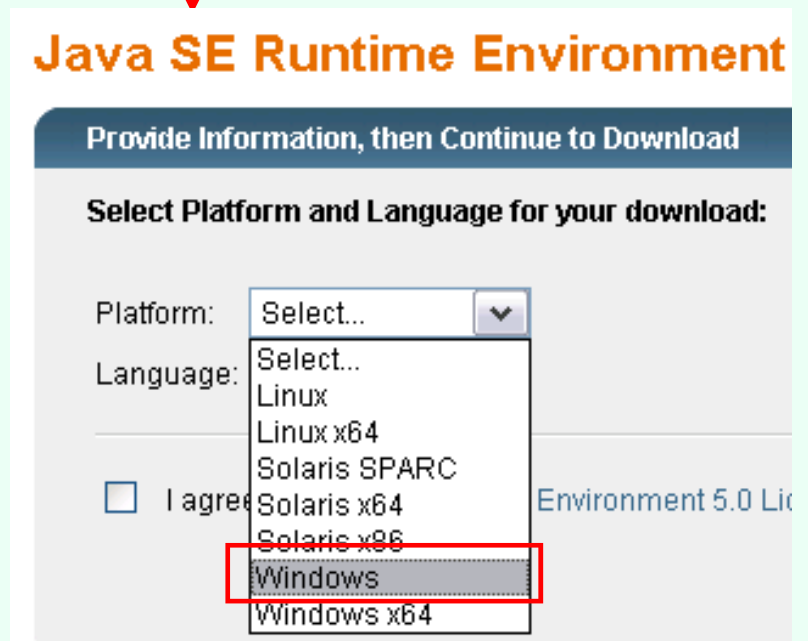 Java SE Runtime Environment
Provide Information, then Continue to Download
Select Platform and Language for your download:
Platform: Select...
Select...
Language:
Linux
Linux x64
Solaris SPARC
I agree Solaris x64 Environment 5.0 Lic
Solaris x86
Windows
Windows x64